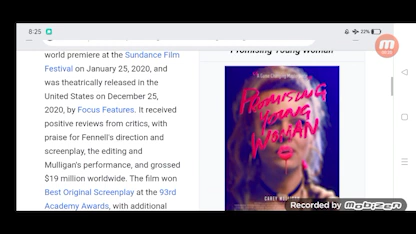 8:25
22%
world premiere at the Sundance Film
Festival on January 25, 2020, and
was theatrically released in the
United States on December 25,
2020, by Focus Features. It received
positive reviews from critics, with
praise for Fennell's direction and
screenplay, the editing and
Mulligan's performance, and grossed
$19 million worldwide. The film won
Best Original Screenplay at the 93rd
Academy Awards, with additional
Promising Young Woman
PROMISING
YOUNG
WOMAN
Recorded by Mobizen